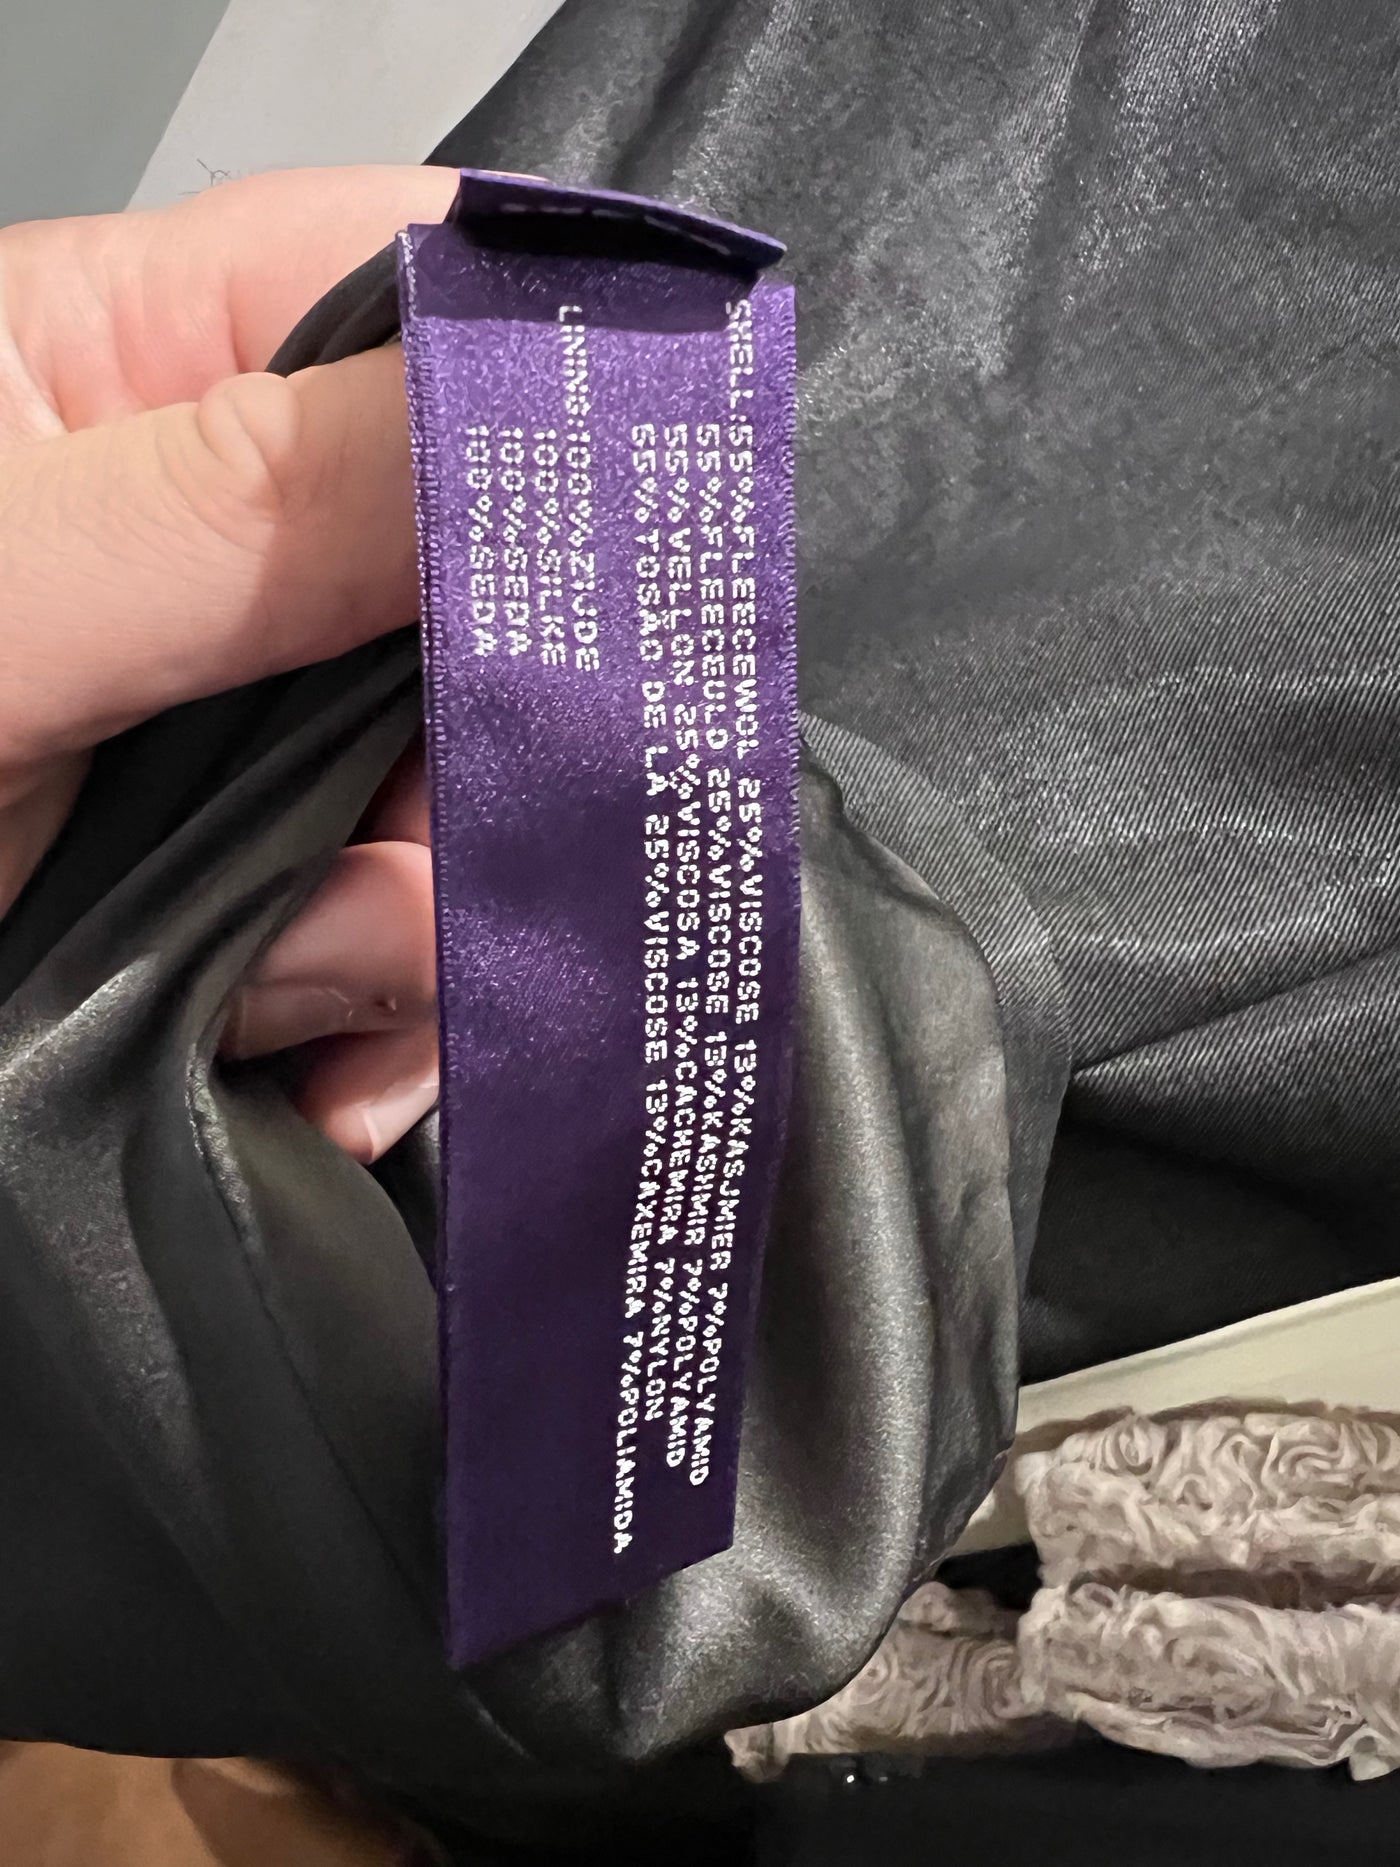 SHELL:55%FLEECEWOL 25%VISCOSE 13%KASJMIER 7%POLYAMID
55%FLEECEULD 25%VISCOSE 13%KASHMIR 7%POLYAMID
55%VELLON 25%VISCOSA 13%CACHEMIRA 7%NYLON
55%TOSÃO DE LÃ 25%VISCOSE 13%CAXEMIRA 7%POLIAMIDA
LINING:100%ZIJDE
100%SILKE
100%SEDA
100%SEDA